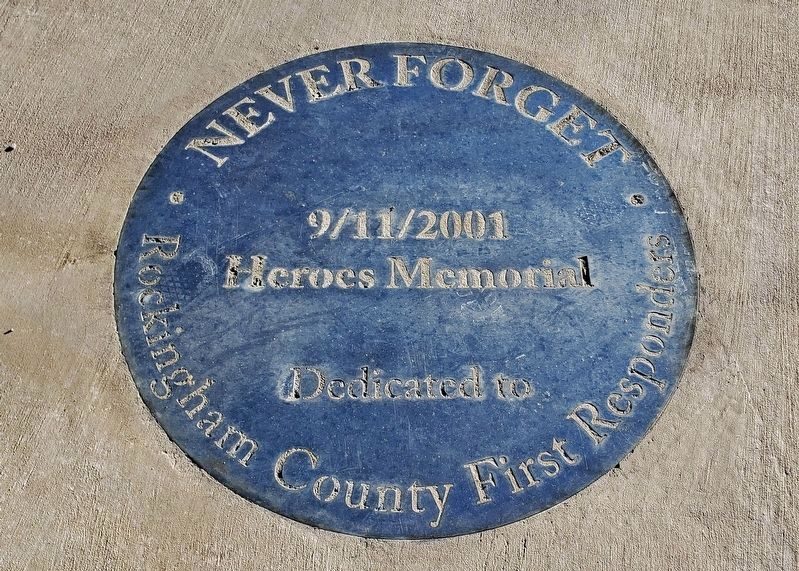 NEVER FORGET
9/11/2001
Heroes Memorial
Dedicated to
Rockingham County First Responders